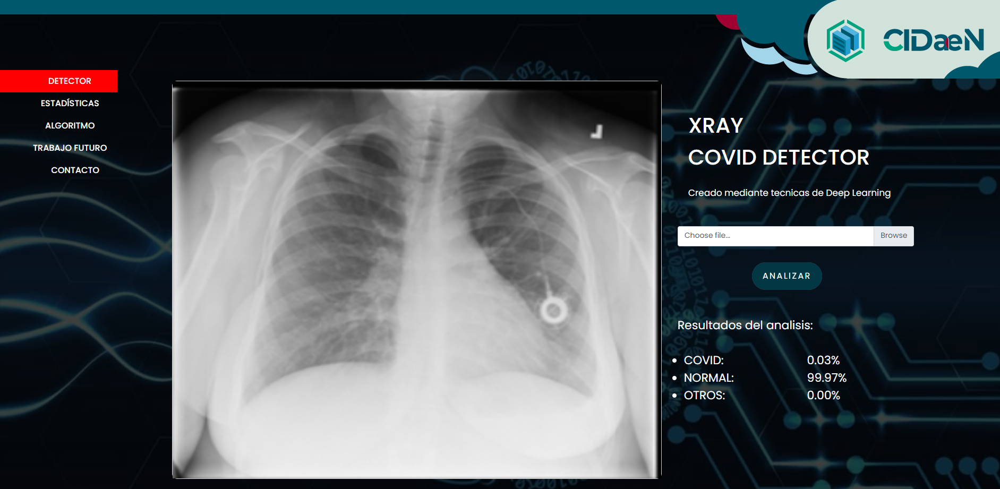 CIDaeN
DETECTOR
ESTADÍSTICAS
ALGORITMO
TRABAJO FUTURO
CONTACTO
L
XRAY
COVID DETECTOR
Creado mediante tecnicas de Deep Learning
Choose file... Browse
ANALIZAR
Resultados del analisis:
COVID: 0.03%
NORMAL: 99.97%
OTROS: 0.00%